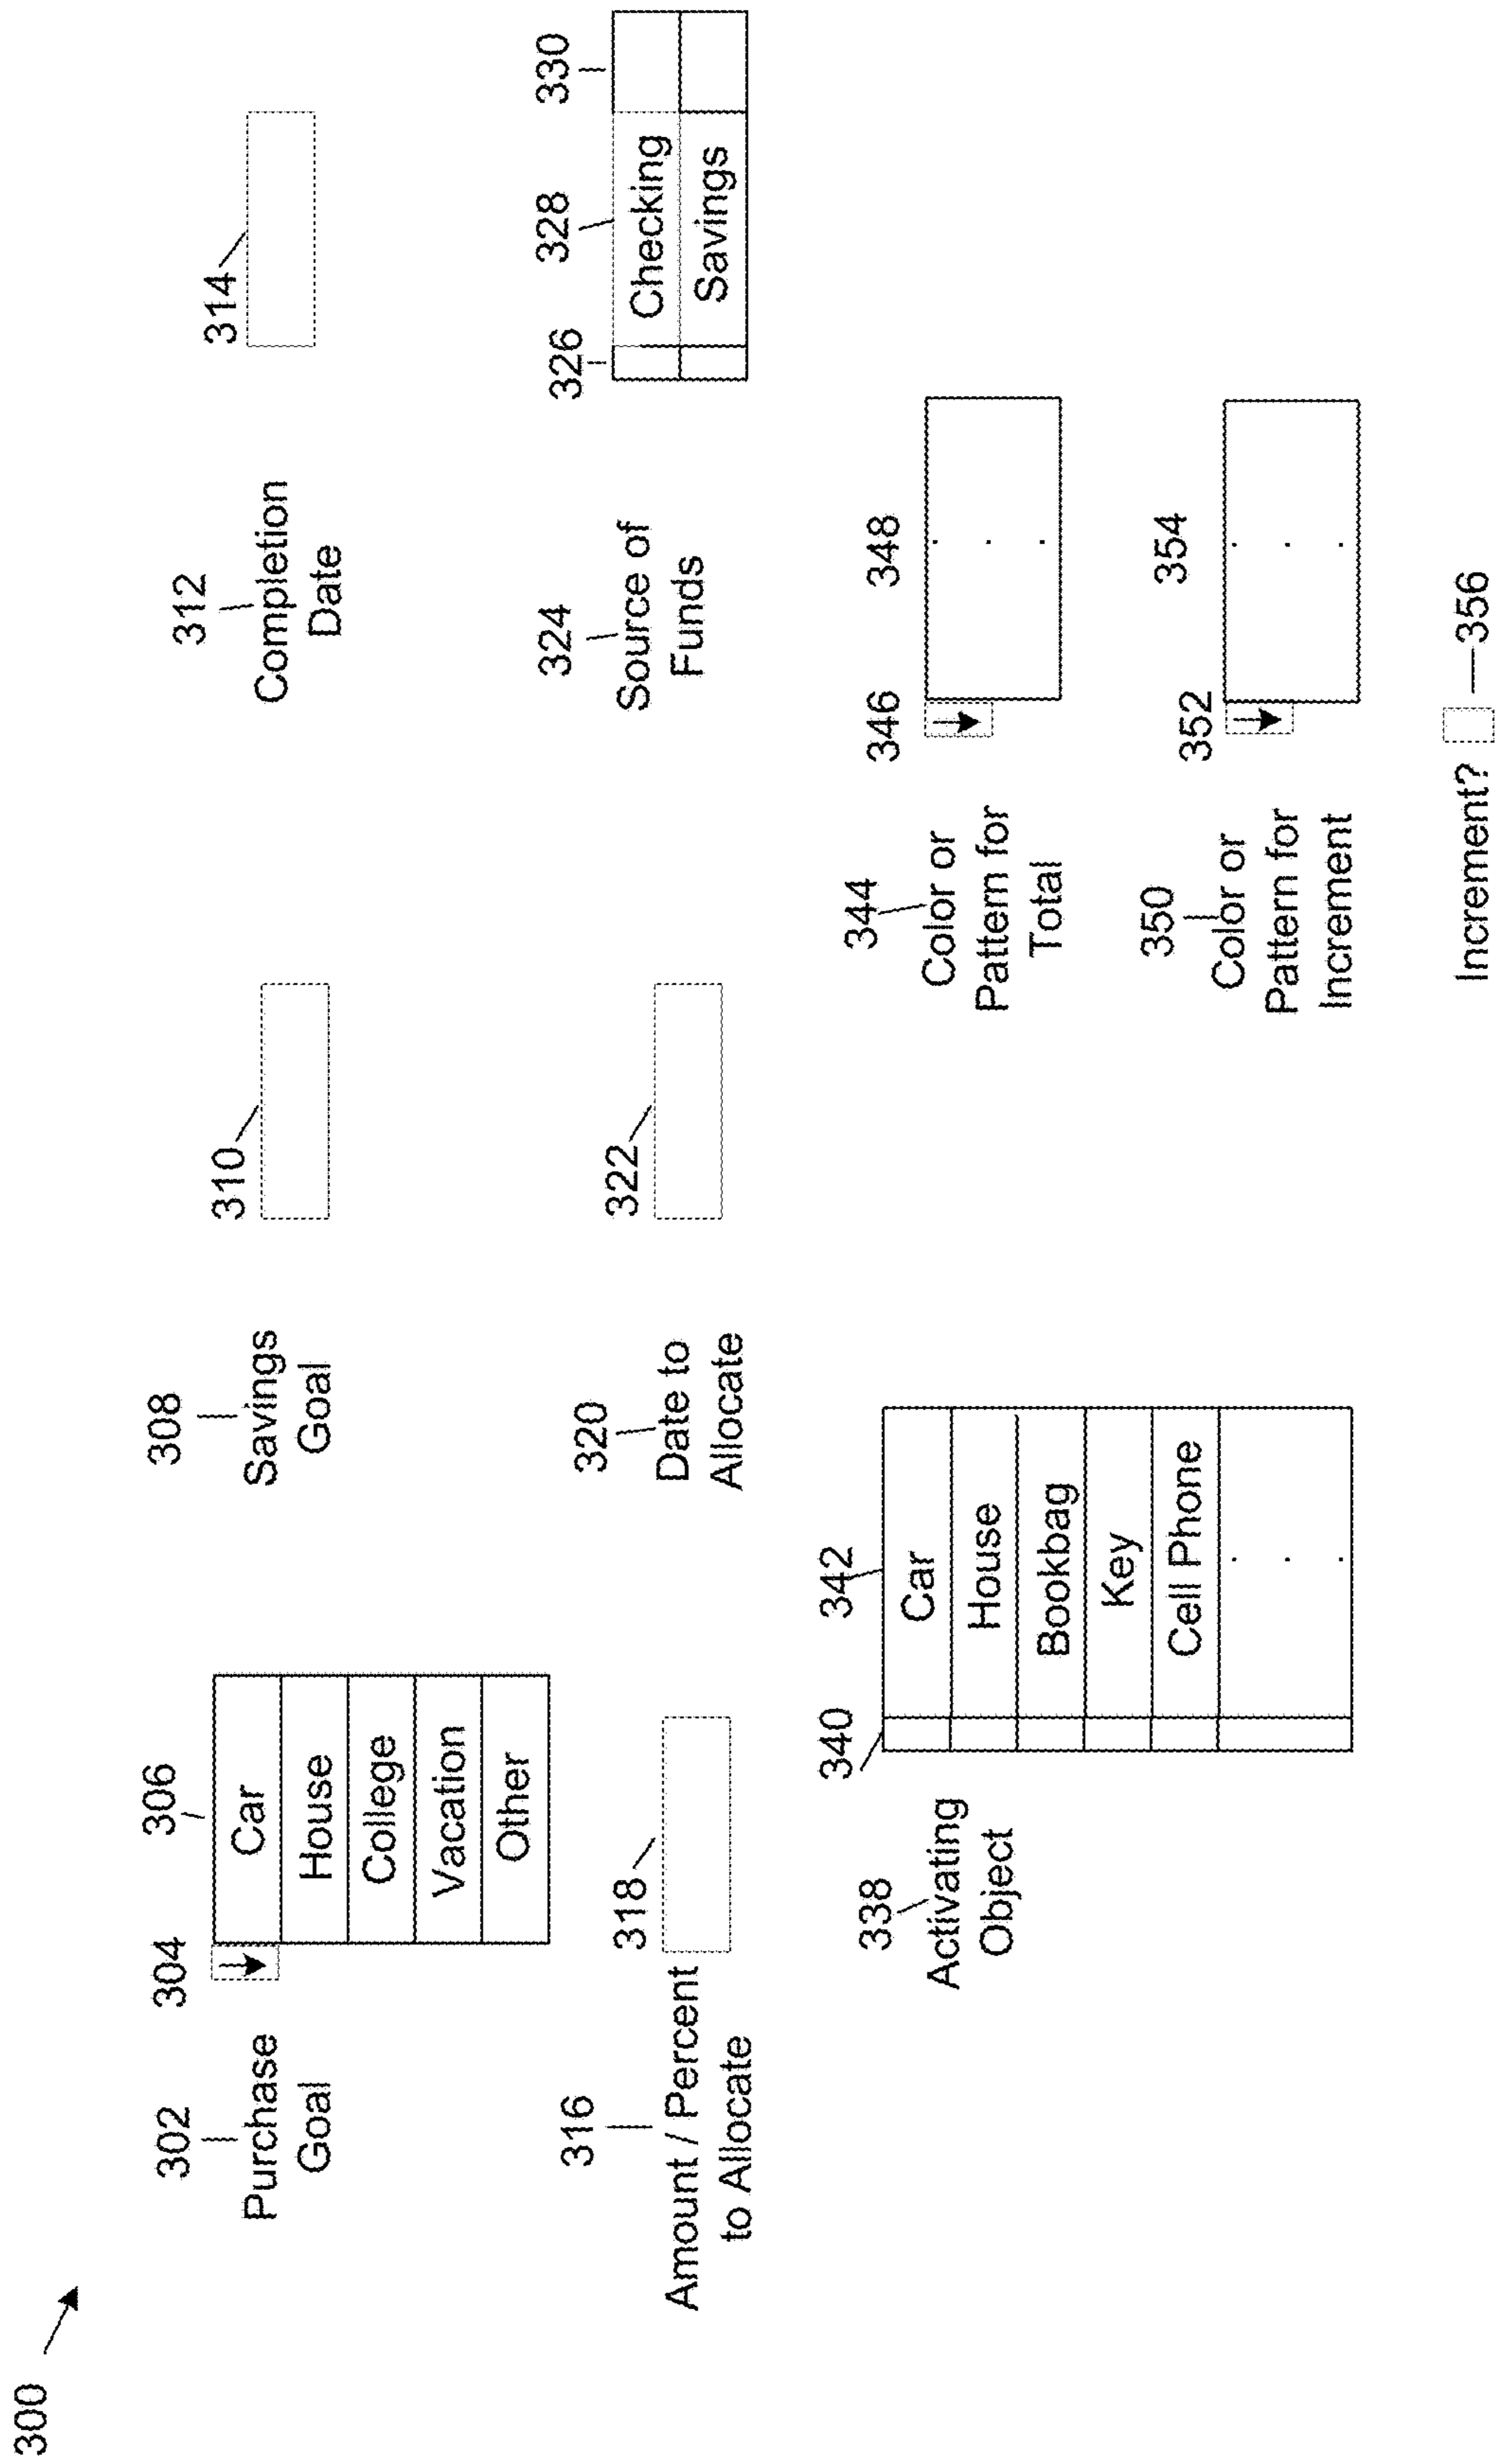 300
302
Purchase
Goal
304
306
Car
House
College
Vacation
Other
308
Savings
Goal
310
312
Completion
Date
314
316
Amount / Percent
to Allocate
318
320
Date to
Allocate
322
324
Source of
Funds
326
328
330
Checking
Savings
338
Activating
Object
340
342
Car
House
Bookbag
Key
Cell Phone
344
Color or
Pattern for
Total
346
348
350
Color or
Pattern for
Increment
352
354
Increment?
356